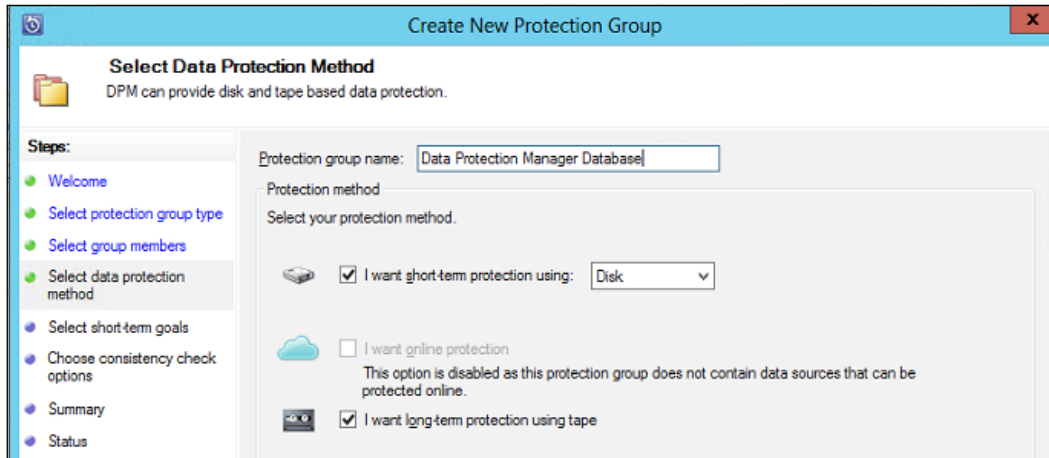 Create New Protection Group
x
Select Data Protection Method
DPM can provide disk and tape based data protection.
Steps:
Welcome
Select protection group type
Select group members
Select data protection
method
Select short-term goals
Choose consistency check
options
Summary
Status
Protection group name: Data Protection Manager Database
Protection method
Select your protection method.
I want short-term protection using: Disk
I want online protection
This option is disabled as this protection group does not contain data sources that can be
protected online.
I want long-term protection using tape